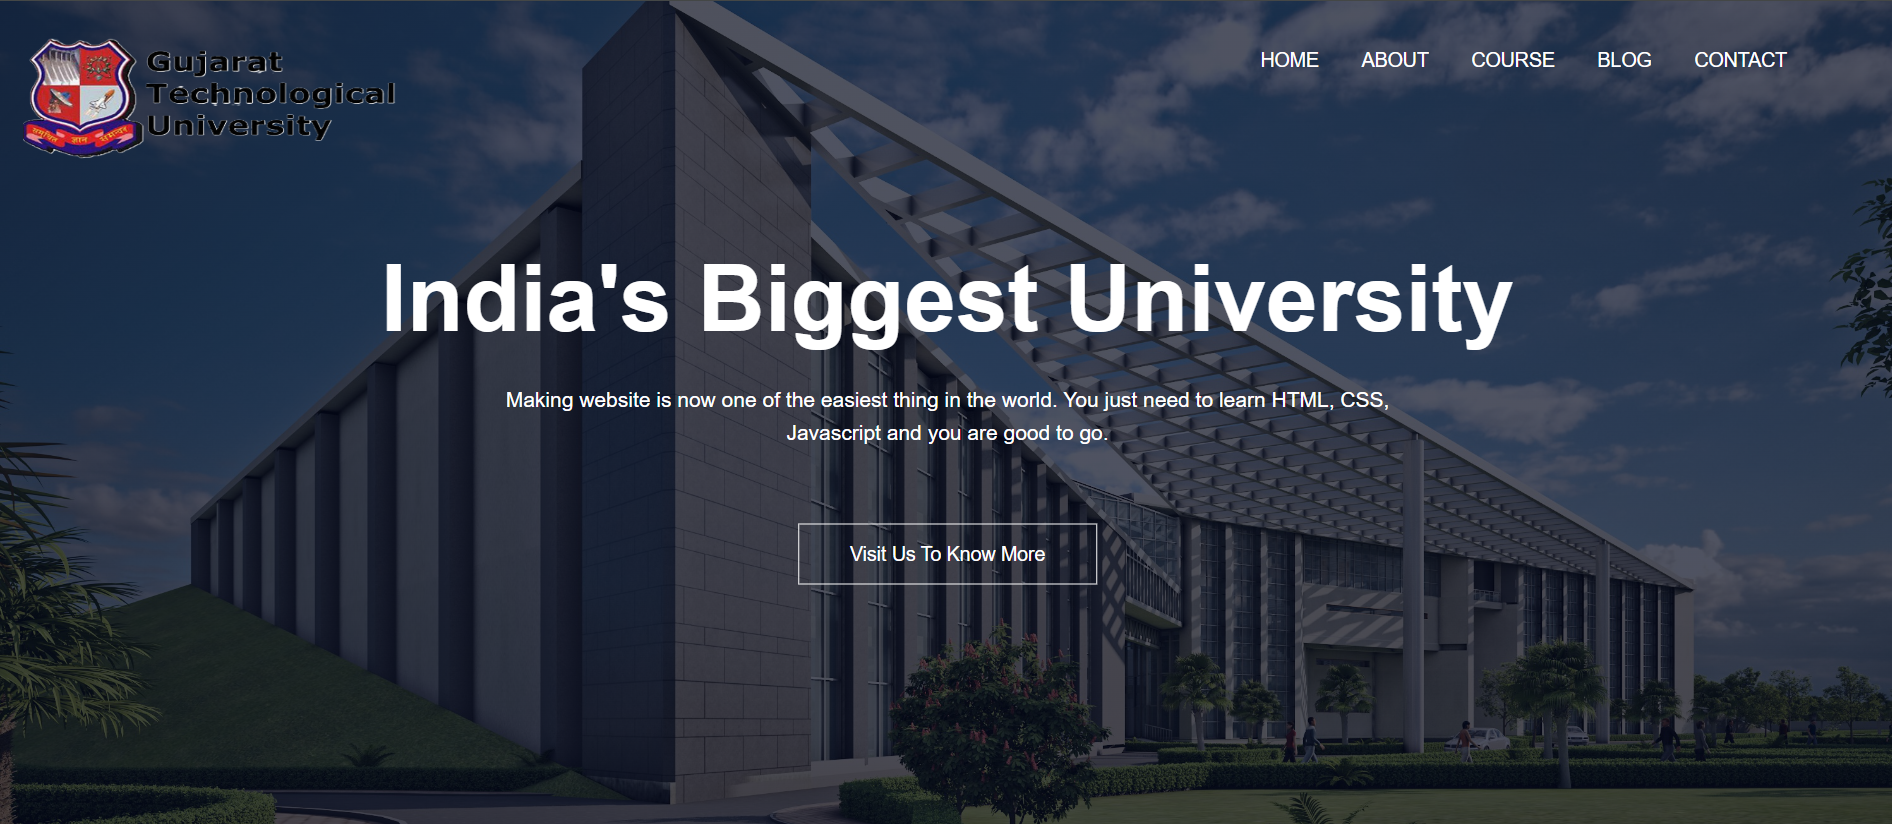 Gujarat
Technological
University
HOME ABOUT COURSE BLOG CONTACT
India's Biggest University
Making website is now one of the easiest thing in the world. You just need to learn HTML, CSS,
Javascript and you are good to go.
Visit Us To Know More